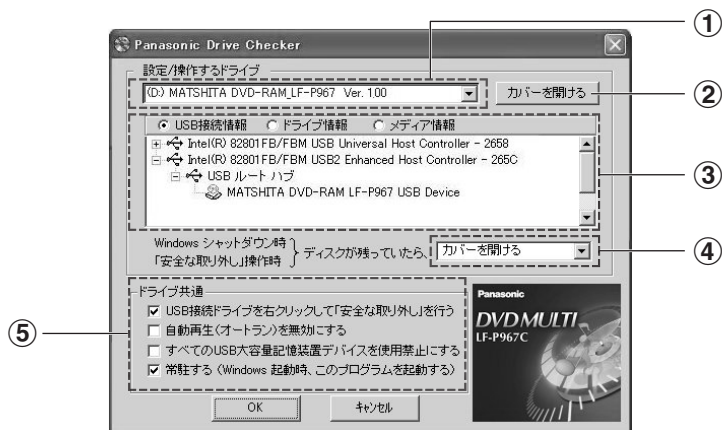 ①
Panasonic Drive Checker
設定/操作するドライブ
(D:) MATSHITA DVD-RAM_LF-P967 Ver. 1.00
カバーを開ける
②
USB接続情報 ドライブ情報 メディア情報
Intel(R) 82801FB/FBM USB Universal Host Controller - 2658
Intel(R) 82801FB/FBM USB2 Enhanced Host Controller - 265C
USB ルート ハブ
MATSHITA DVD-RAM LF-P967 USB Device
③
Windows シャットダウン時
「安全な取り外し」操作時
ディスクが残っていたら、
カバーを開ける
④
⑤
ドライブ共通
USB接続ドライブを右クリックして「安全な取り外し」を行う
自動再生(オートラン)を無効にする
すべてのUSB大容量記憶装置デバイスを使用禁止にする
常駐する (Windows 起動時、このプログラムを起動する)
Panasonic
DVD MULTI
LF-P967C
OK
キャンセル